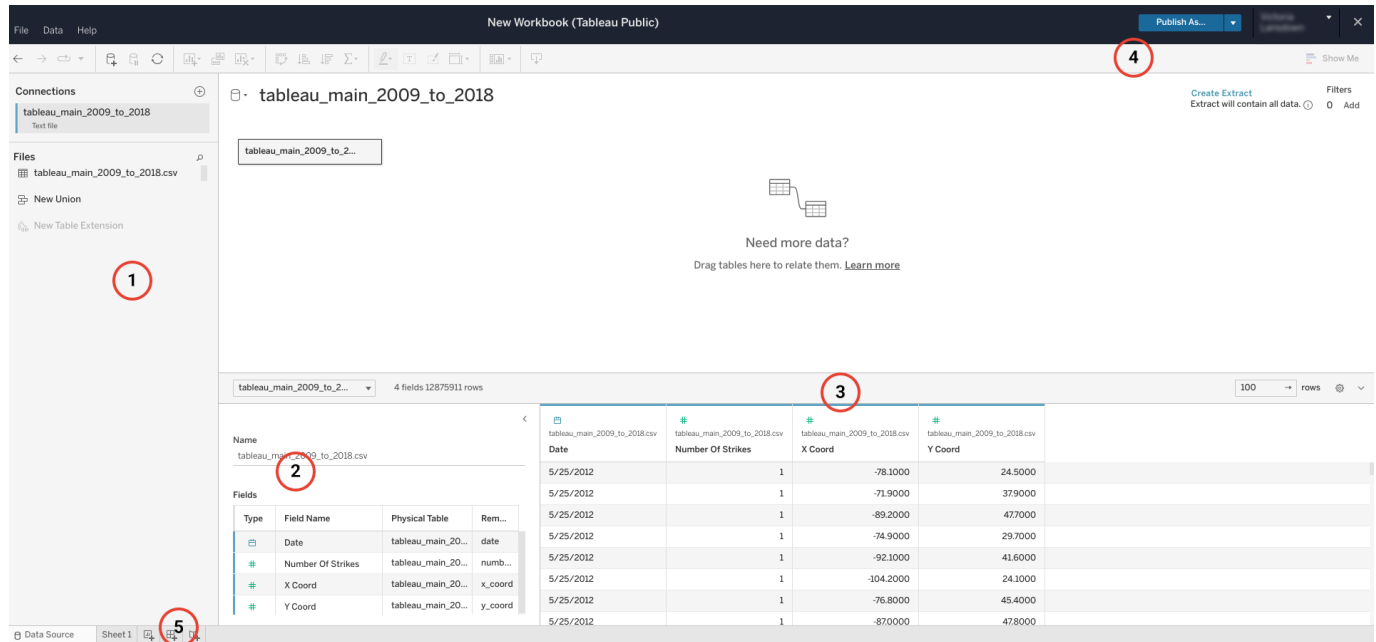 New Workbook (Tableau Public)
Publish As...
File Data Help
4
Show Me
Connections
tableau_main_2009_to_2018
Text file
Files
tableau_main_2009_to_2018.csv
New Union
New Table Extension
1
tableau_main_2009_to_2018
Create Extract
Extract will contain all data.
Filters
0 Add
tableau_main_2009_to_2...
Need more data?
Drag tables here to relate them. Learn more
tableau_main_2009_to_2... 4 fields 12875911 rows
3
100 → rows
Name
tableau_main_2009_to_2018.csv
2
Fields
Type Field Name Physical Table Rem...
Date tableau_main_20... date
# Number Of Strikes tableau_main_20... numb...
# X Coord tableau_main_20... x_coord
# Y Coord tableau_main_20... y_coord
# # #
tableau_main_2009_to_2018.csv tableau_main_2009_to_2018.csv tableau_main_2009_to_2018.csv tableau_main_2009_to_2018.csv
Date Number Of Strikes X Coord Y Coord
5/25/2012 1 -78.1000 24.5000
5/25/2012 1 -71.9000 37.9000
5/25/2012 1 -89.2000 47.7000
5/25/2012 1 -74.9000 29.7000
5/25/2012 1 -92.1000 41.6000
5/25/2012 1 -104.2000 24.1000
5/25/2012 1 -76.8000 45.4000
5/25/2012 1 -87.0000 47.8000
Data Source Sheet 1
5